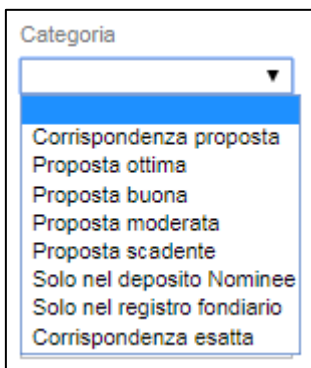 Categoria
Corrispondenza proposta
Proposta ottima
Proposta buona
Proposta moderata
Proposta scadente
Solo nel deposito Nominee
Solo nel registro fondiario
Corrispondenza esatta